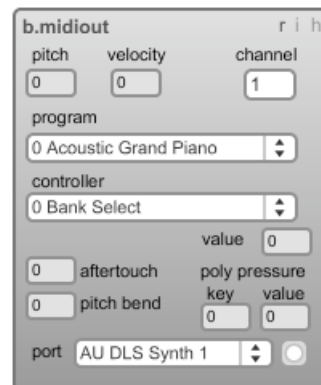 b.midiout r i h
pitch velocity channel
0 0 1
program
0 Acoustic Grand Piano
controller
0 Bank Select
value 0
0 aftertouch poly pressure
key value
0 pitch bend 0 0
port AU DLS Synth 1